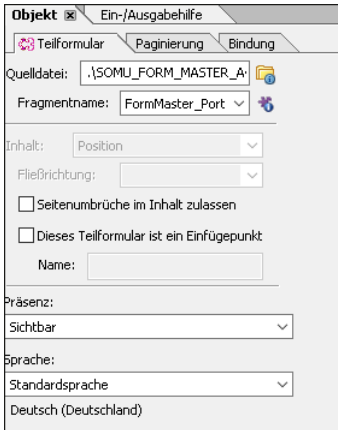 Objekt Ein-/Ausgabehilfe
Teilformular Paginierung Bindung
Quelldatei: .\SOMU_FORM_MASTER_A
Fragmentname: FormMaster_Port
Inhalt: Position
Fließrichtung:
Seitenumbrüche im Inhalt zulassen
Dieses Teilformular ist ein Einfügepunkt
Name:
Präsenz:
Sichtbar
Sprache:
Standardsprache
Deutsch (Deutschland)